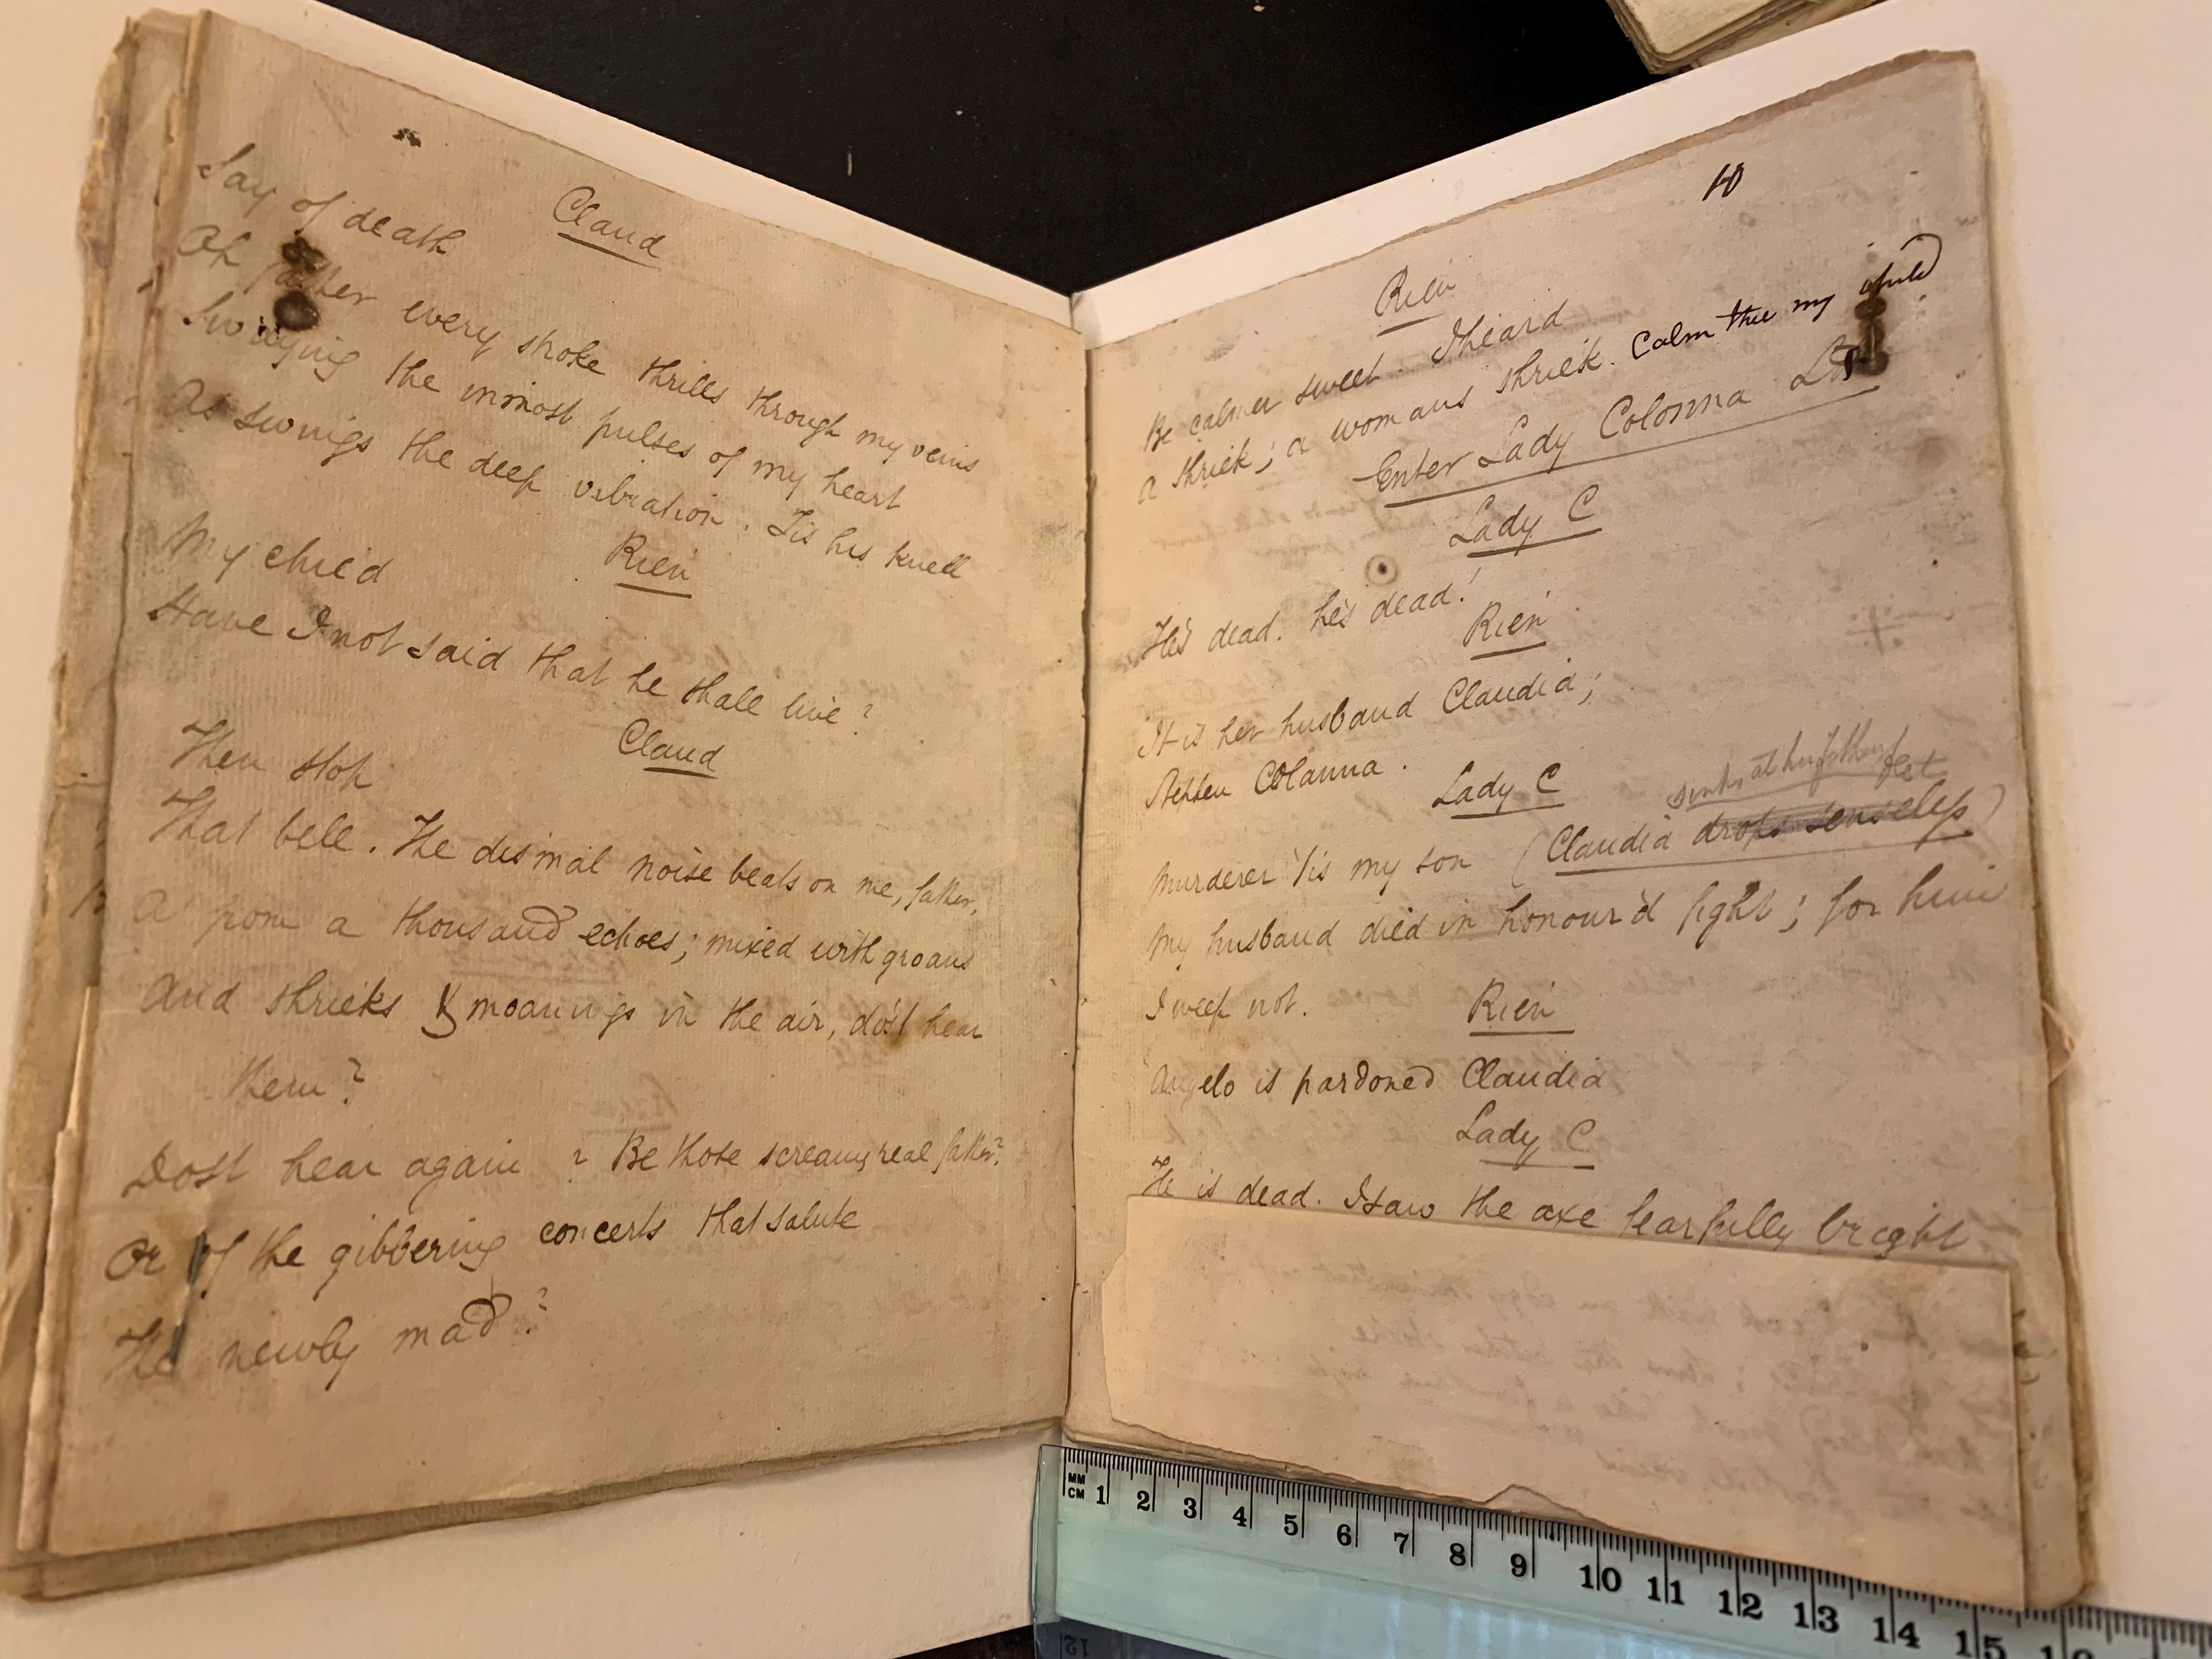 Claud
Say of death
Oh father every stroke thrills through my veins
Swinging the inmost pulses of my heart
As swings the deep vibration. Tis his knell
Rien
My child
Have I not said that he shall live?
Claud
Then stop
That bell. The dismal noise beats on me, father,
A from a thousand echoes; mixed with groans
And shrieks & moanings in the air, dost hear
them?
Dost hear again? Be those screams real father?
Or of the gibbering concerts that salute
The newly mad?
10
Rien
Be calmer sweet. I heard
A shriek; a womans shriek. Calm thee my child
Enter Lady Colonna
Lady C
He's dead. he's dead!
Rien
It is her husband Claudia;
Stephen Colanna.
Lady C
sinks at her fathers feet
Murderer 'tis my son (Claudia drops senseless)
My husband died in honour'd fight; for him
I weep not.
Rien
Angelo is pardoned Claudia
Lady C
He is dead. I saw the axe fearfully bright
MM
CM 1 2 3 4 5 6 7 8 9 10 11 12 13 14 15
12